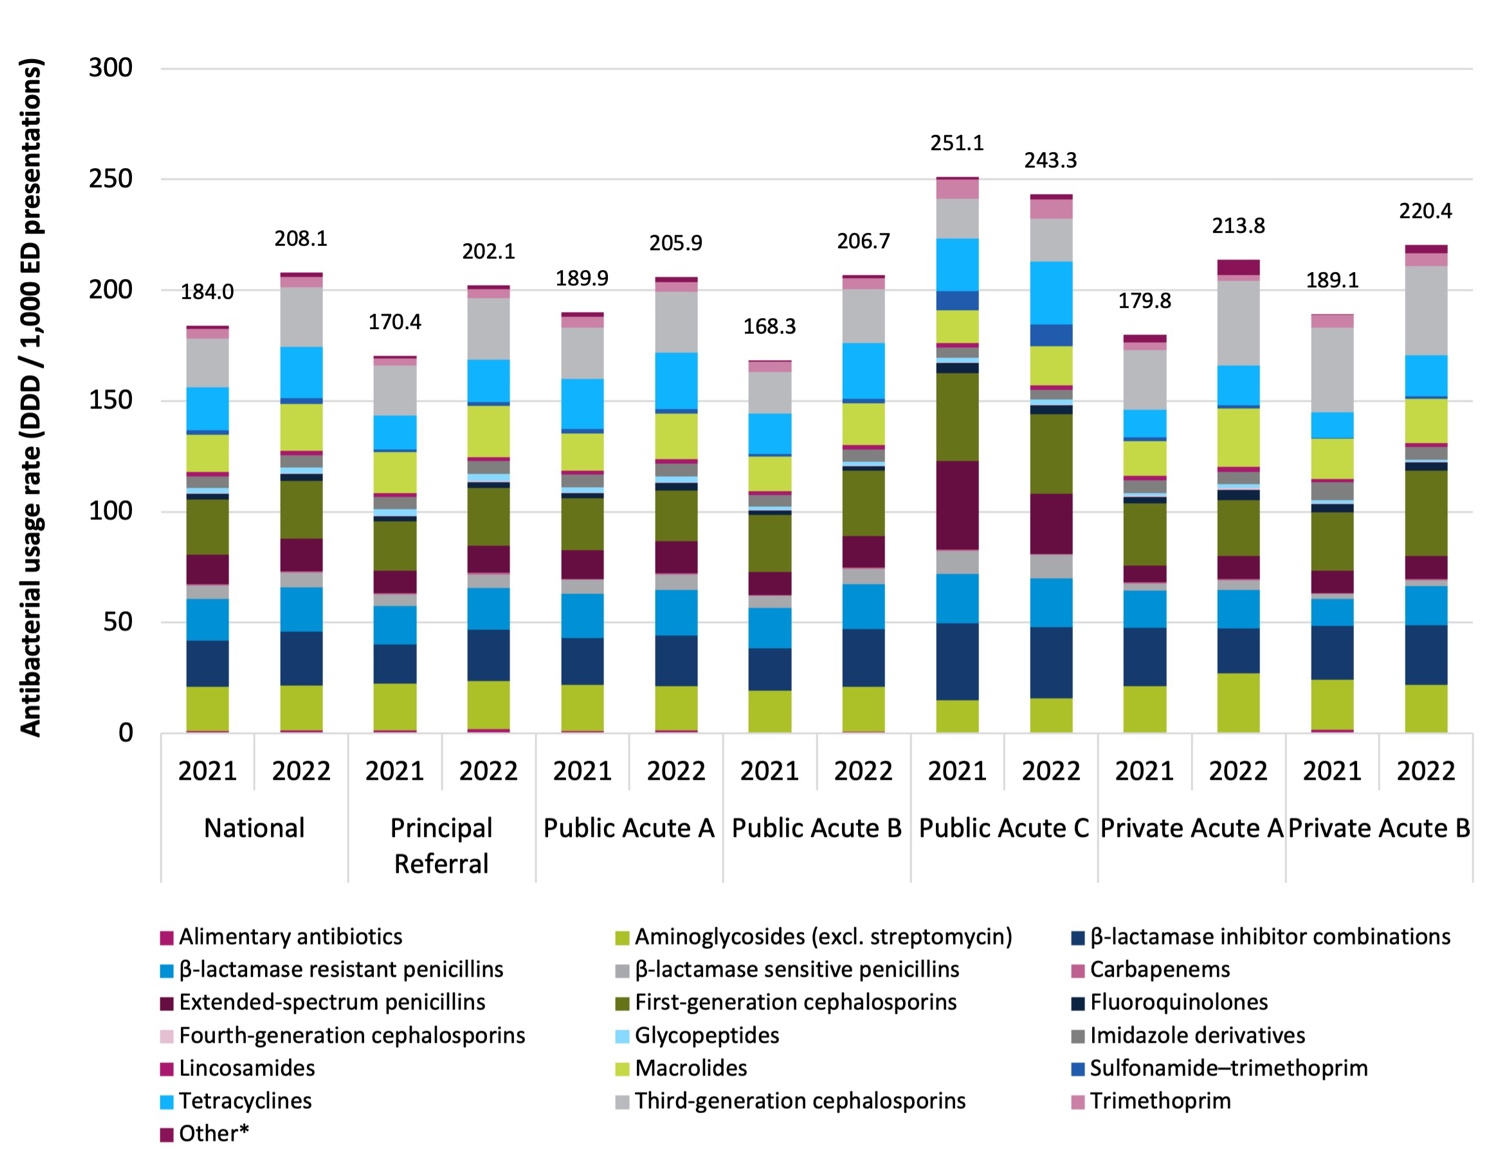 Antibacterial usage rate (DDD / 1,000 ED presentations)
300
250
200
150
100
50
0
184.0
208.1
170.4
202.1
189.9
205.9
168.3
206.7
251.1
243.3
179.8
213.8
189.1
220.4
2021 2022 2021 2022 2021 2022 2021 2022 2021 2022 2021 2022 2021 2022
National Principal Public Acute A Public Acute B Public Acute C Private Acute A Private Acute B
Referral
Alimentary antibiotics Aminoglycosides (excl. streptomycin) β-lactamase inhibitor combinations
β-lactamase resistant penicillins β-lactamase sensitive penicillins Carbapenems
Extended-spectrum penicillins First-generation cephalosporins Fluoroquinolones
Fourth-generation cephalosporins Glycopeptides Imidazole derivatives
Lincosamides Macrolides Sulfonamide–trimethoprim
Tetracyclines Third-generation cephalosporins Trimethoprim
Other*